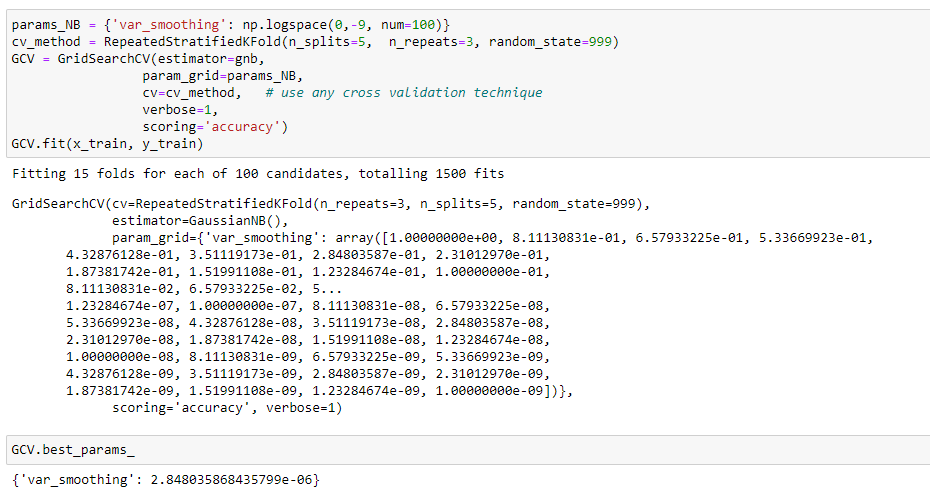 params_NB = {'var_smoothing': np.logspace(0,-9, num=100)}
cv_method = RepeatedStratifiedKFold(n_splits=5,  n_repeats=3, random_state=999)
GCV = GridSearchCV(estimator=gnb,
                 param_grid=params_NB,
                 cv=cv_method,   # use any cross validation technique
                 verbose=1,
                 scoring='accuracy')
GCV.fit(x_train, y_train)
Fitting 15 folds for each of 100 candidates, totalling 1500 fits
GridSearchCV(cv=RepeatedStratifiedKFold(n_repeats=3, n_splits=5, random_state=999),
             estimator=GaussianNB(),
             param_grid={'var_smoothing': array([1.00000000e+00, 8.11130831e-01, 6.57933225e-01, 5.33669923e-01,
       4.32876128e-01, 3.51119173e-01, 2.84803587e-01, 2.31012970e-01,
       1.87381742e-01, 1.51991108e-01, 1.23284674e-01, 1.00000000e-01,
       8.11130831e-02, 6.57933225e-02, 5...
       1.23284674e-07, 1.00000000e-07, 8.11130831e-08, 6.57933225e-08,
       5.33669923e-08, 4.32876128e-08, 3.51119173e-08, 2.84803587e-08,
       2.31012970e-08, 1.87381742e-08, 1.51991108e-08, 1.23284674e-08,
       1.00000000e-08, 8.11130831e-09, 6.57933225e-09, 5.33669923e-09,
       4.32876128e-09, 3.51119173e-09, 2.84803587e-09, 2.31012970e-09,
       1.87381742e-09, 1.51991108e-09, 1.23284674e-09, 1.00000000e-09])},
             scoring='accuracy', verbose=1)
GCV.best_params_
{'var_smoothing': 2.848035868435799e-06}